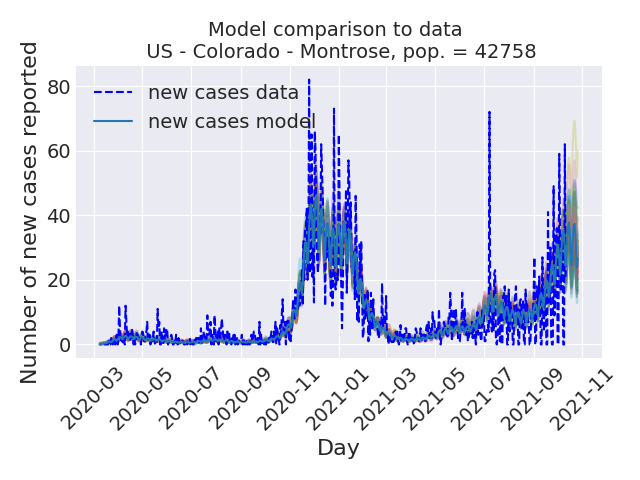 Model comparison to data
US - Colorado - Montrose, pop. = 42758
Number of new cases reported
80
60
40
20
0
new cases data
new cases model
2020-03
2020-05
2020-07
2020-09
2020-11
2021-01
2021-03
2021-05
2021-07
2021-09
2021-11
Day